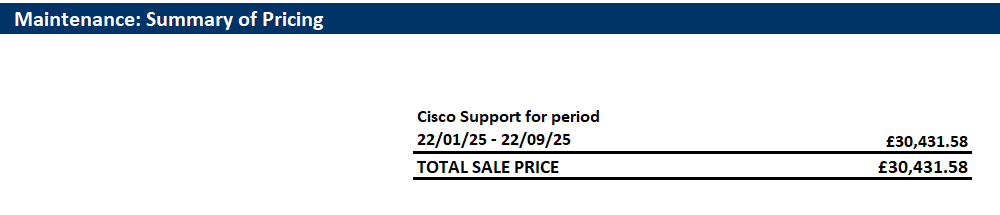 Maintenance: Summary of Pricing
Cisco Support for period
22/01/25 - 22/09/25 £30,431.58
TOTAL SALE PRICE £30,431.58